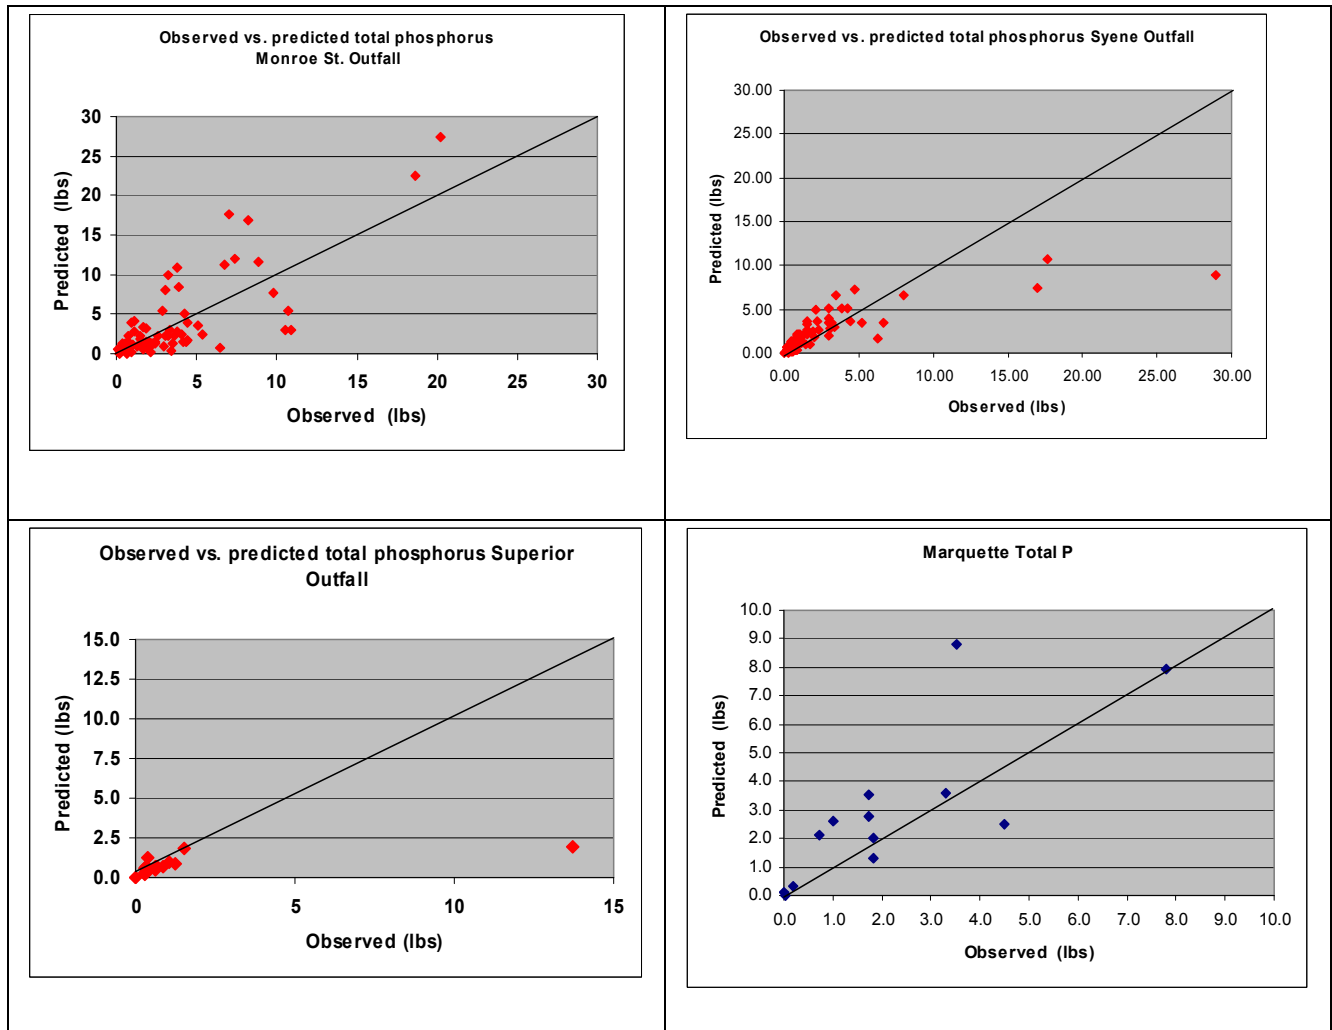 Observed vs. predicted total phosphorus
Monroe St. Outfall
30
25
20
15
10
5
0
0 5 10 15 20 25 30
Predicted (lbs)
Observed (lbs)
Observed vs. predicted total phosphorus Syene Outfall
30.00
25.00
20.00
15.00
10.00
5.00
0.00
0.00 5.00 10.00 15.00 20.00 25.00 30.00
Predicted (lbs)
Observed (lbs)
Observed vs. predicted total phosphorus Superior
Outfall
15.0
12.5
10.0
7.5
5.0
2.5
0.0
0 5 10 15
Predicted (lbs)
Observed (lbs)
Marquette Total P
10.0
9.0
8.0
7.0
6.0
5.0
4.0
3.0
2.0
1.0
0.0
0.0 1.0 2.0 3.0 4.0 5.0 6.0 7.0 8.0 9.0 10.0
Predicted (lbs)
Observed (lbs)